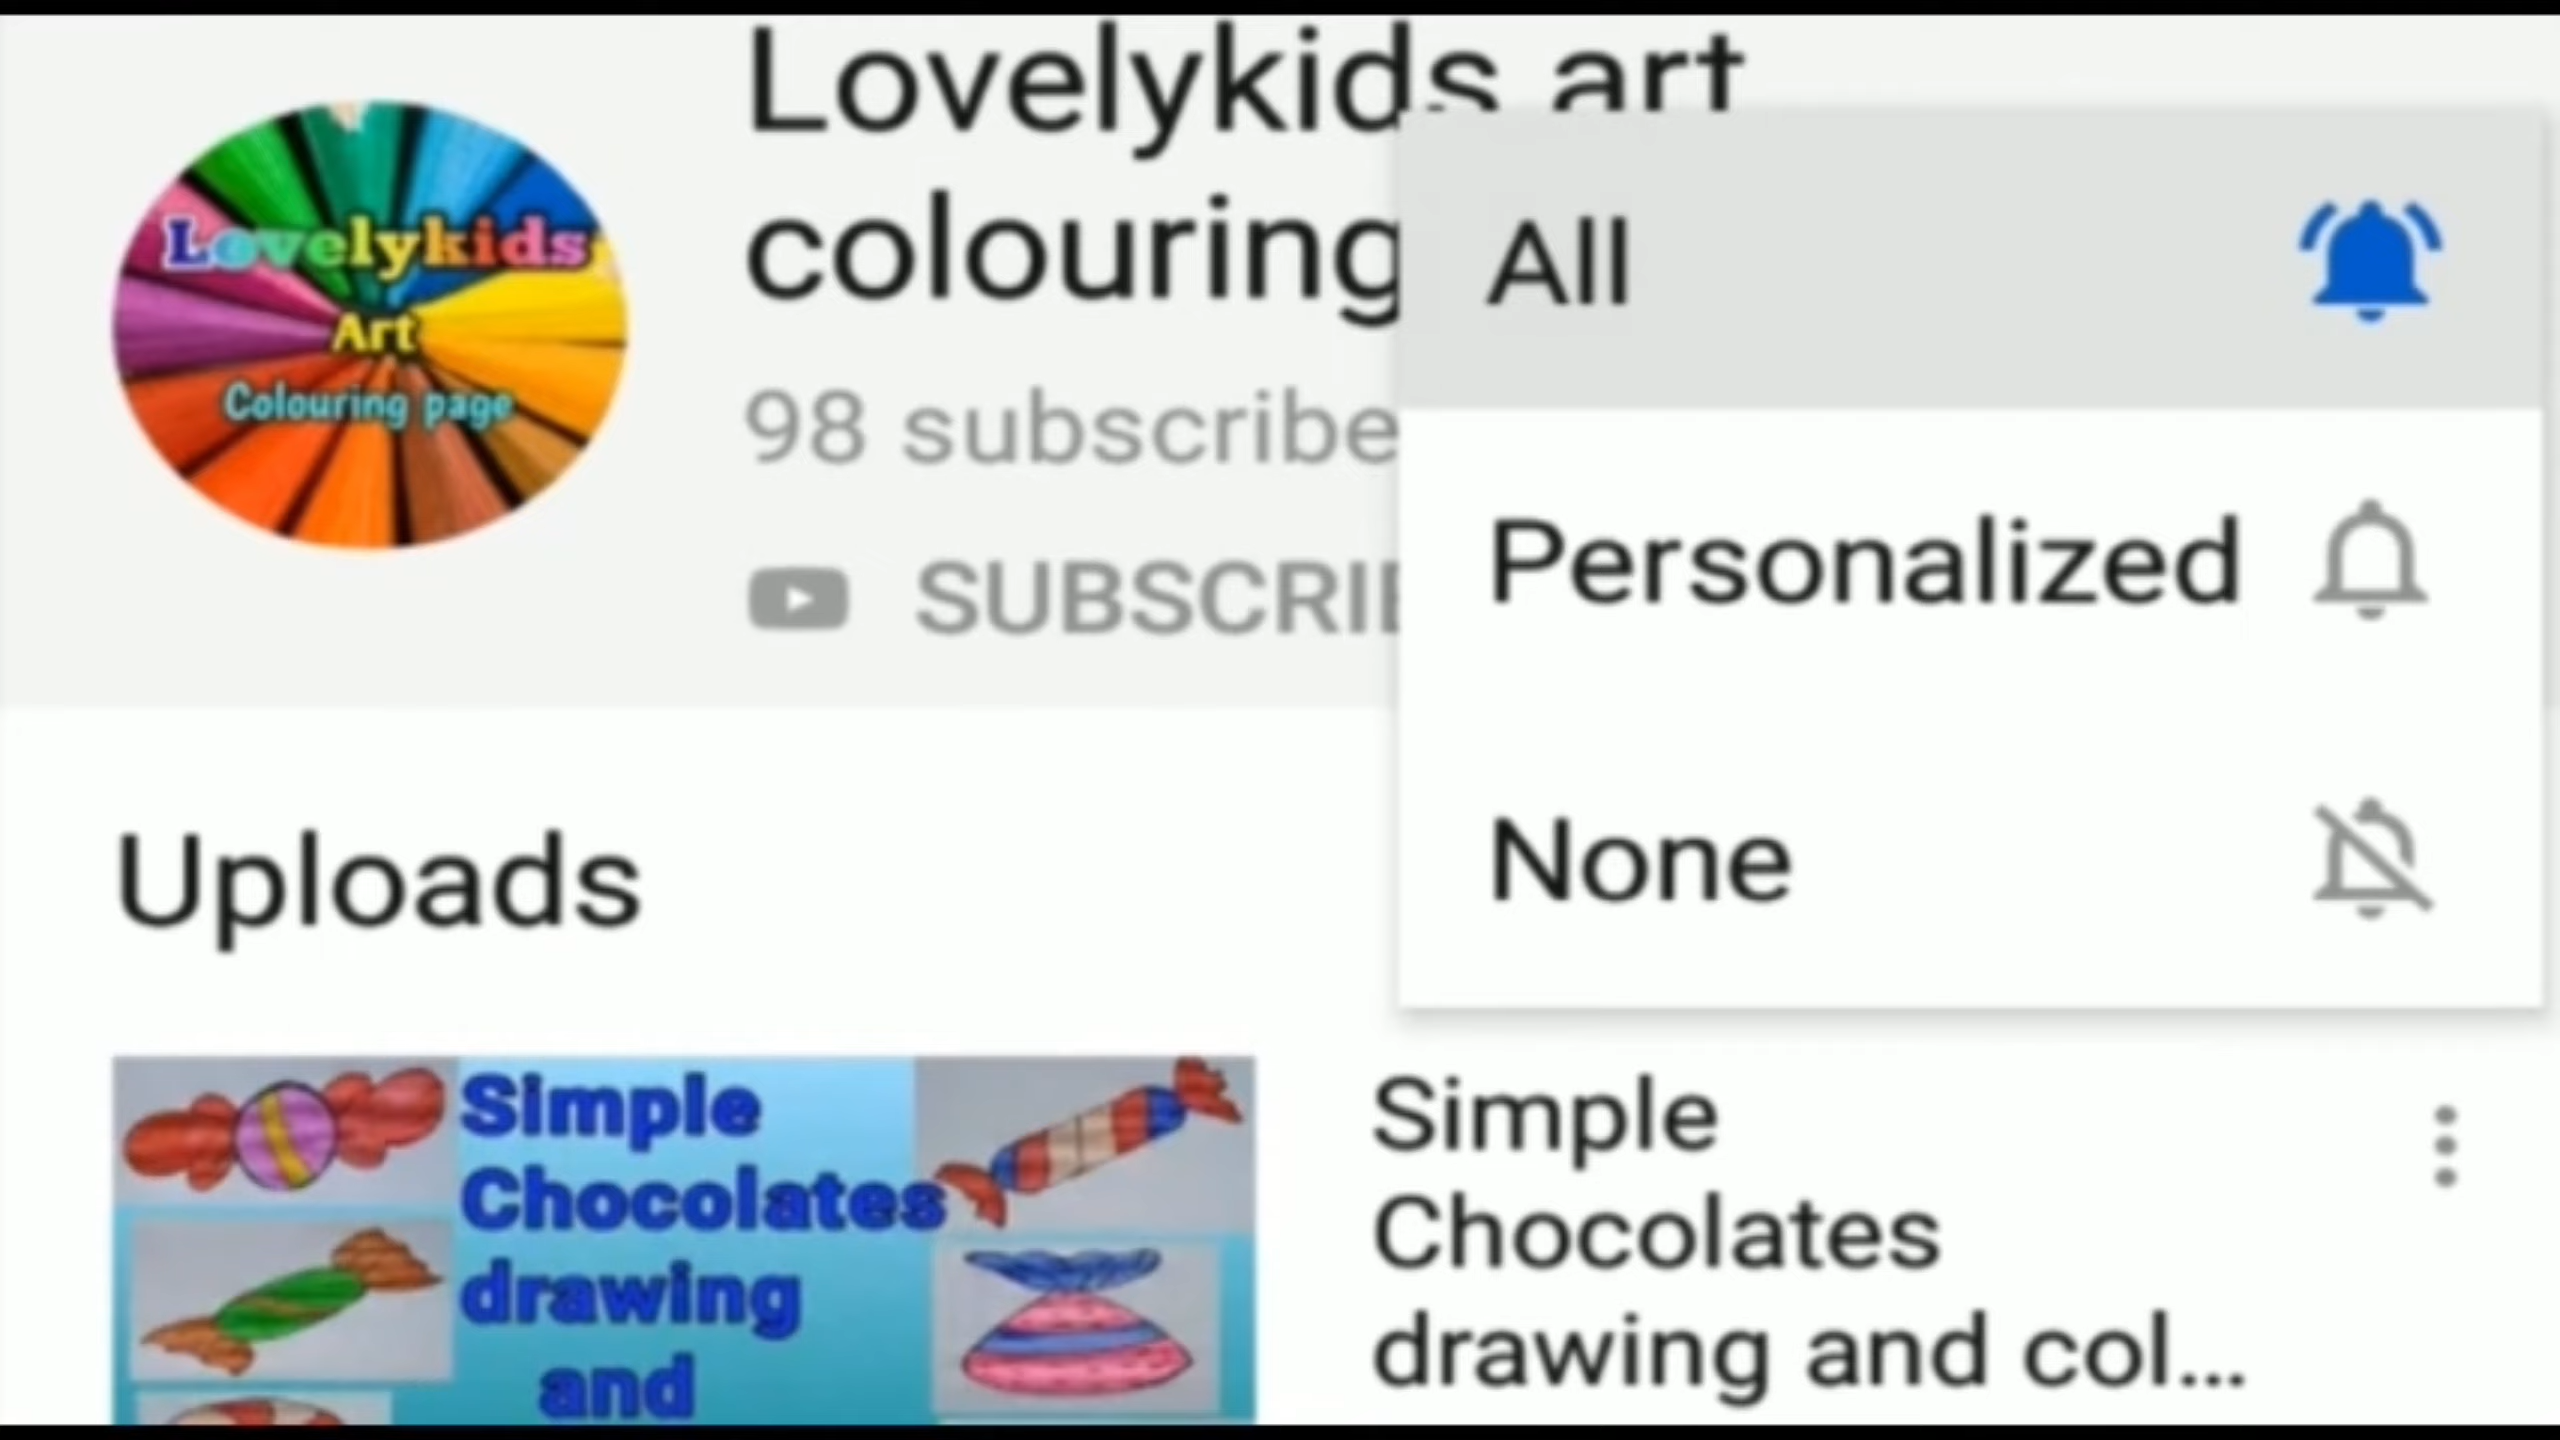 Lovelykids art
colouring
98 subscribe
SUBSCRIB
Lovelykids
Art
Colouring page
All
Personalized
None
Uploads
Simple
Chocolates
drawing
and
Simple
Chocolates
drawing and col...